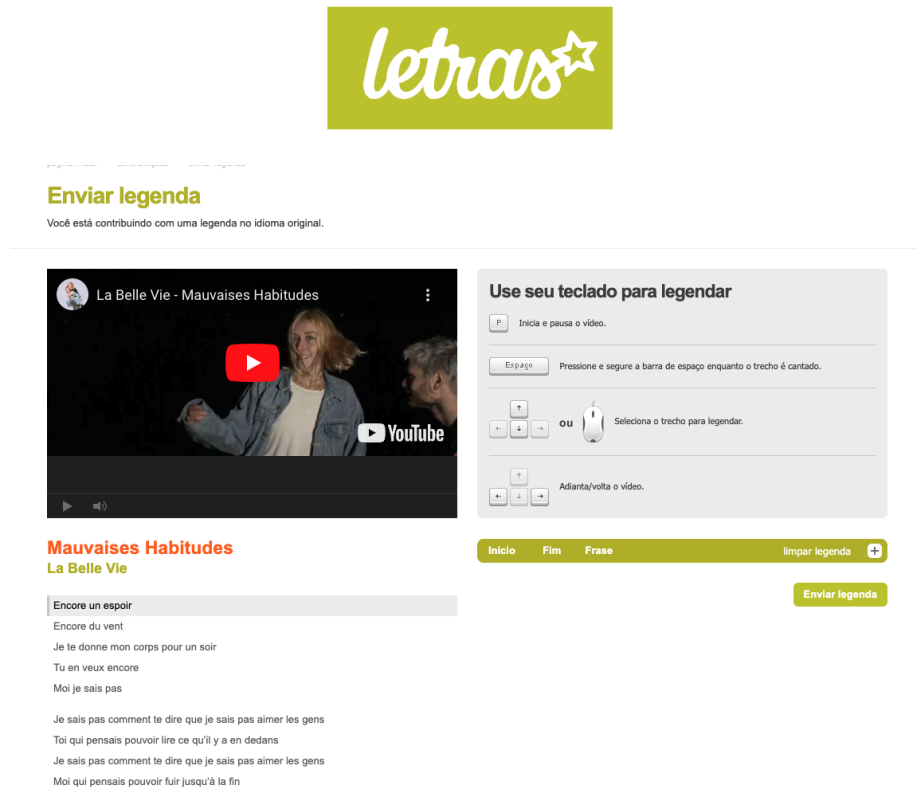 letras
Enviar legenda
Você está contribuindo com uma legenda no idioma original.
La Belle Vie - Mauvaises Habitudes
YouTube
Mauvaises Habitudes
La Belle Vie
Encore un espoir
Encore du vent
Je te donne mon corps pour un soir
Tu en veux encore
Moi je sais pas
Je sais pas comment te dire que je sais pas aimer les gens
Toi qui pensais pouvoir lire ce qu'il y a en dedans
Je sais pas comment te dire que je sais pas aimer les gens
Moi qui pensais pouvoir fuir jusqu'à la fin
Use seu teclado para legendar
P Inicia e pausa o vídeo.
Espaço Pressione e segure a barra de espaço enquanto o trecho é cantado.
ou Seleciona o trecho para legendar.
Adianta/volta o vídeo.
Início Fim Frase limpar legenda +
Enviar legenda